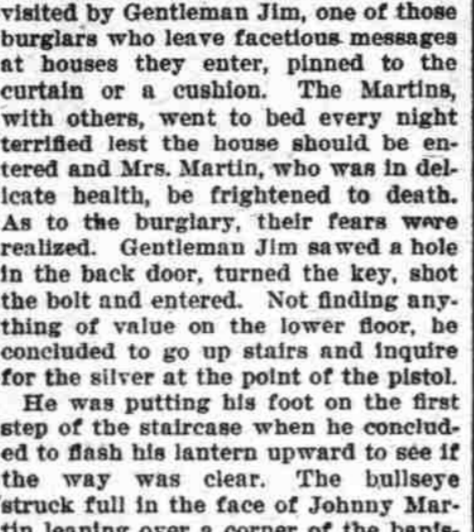 visited by Gentleman Jim, one of those
burglars who leave facetious messages
at houses they enter, pinned to the
curtain or a cushion. The Martins,
with others, went to bed every night
terrified lest the house should be en-
tered and Mrs. Martin, who was in del-
icate health, be frightened to death.
As to the burglary, their fears were
realized. Gentleman Jim sawed a hole
in the back door, turned the key, shot
the bolt and entered. Not finding any-
thing of value on the lower floor, he
concluded to go up stairs and inquire
for the silver at the point of the pistol.
He was putting his foot on the first
step of the staircase when he conclud-
ed to flash his lantern upward to see if
the way was clear. The bullseye
struck full in the face of Johnny Mar-
tin leaning over a corner of the banis-